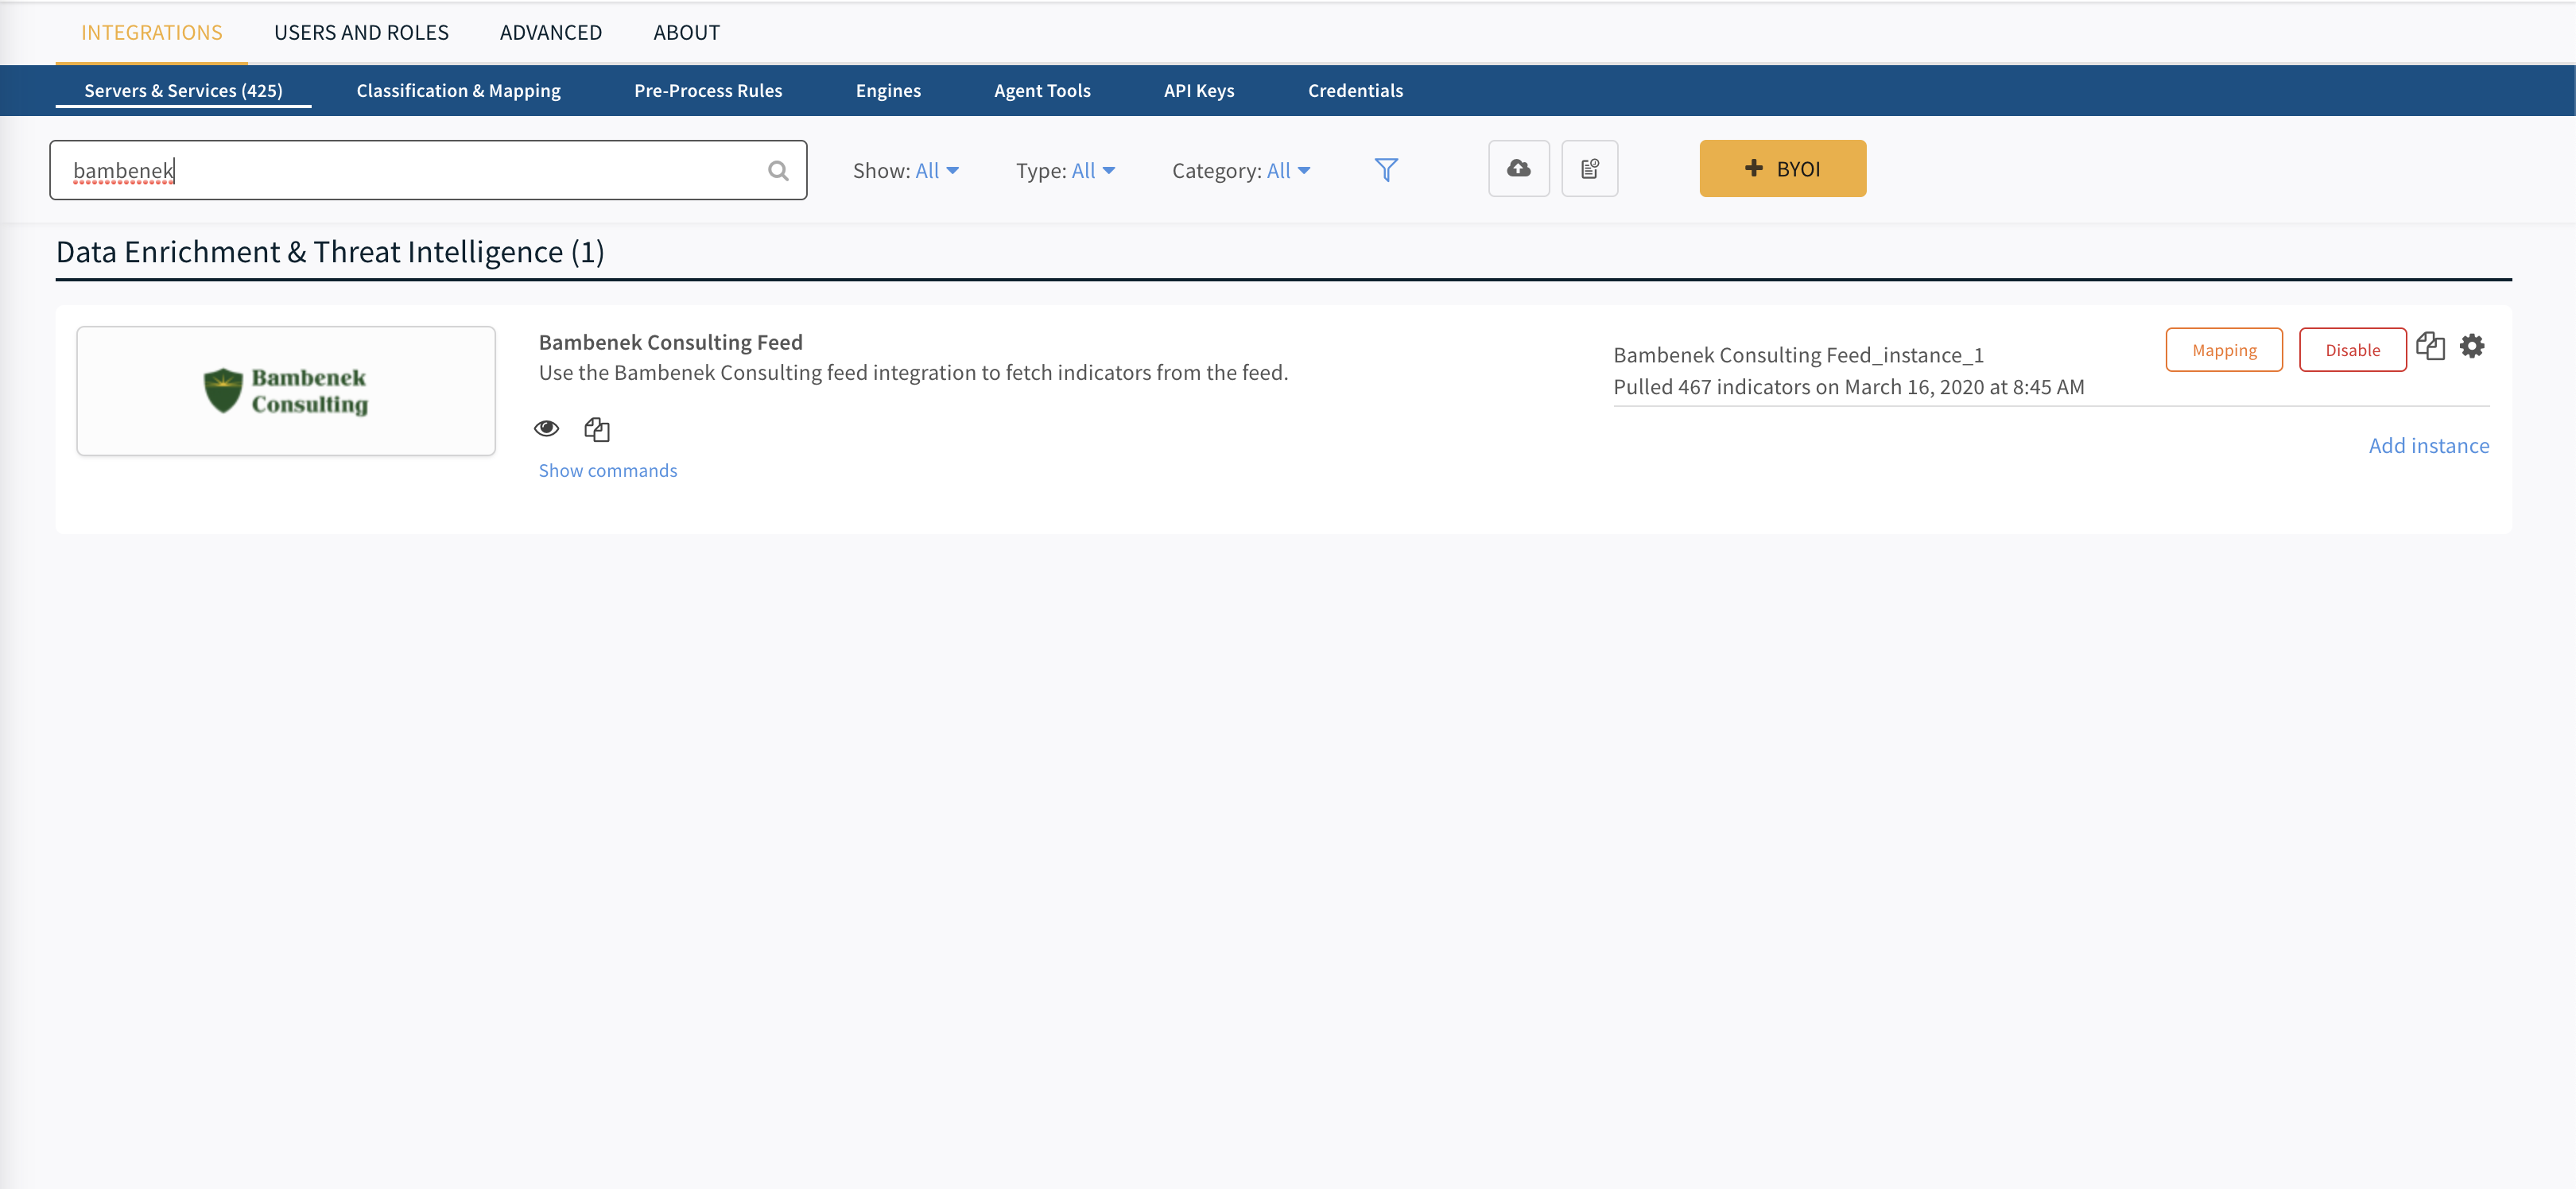 INTEGRATIONS USERS AND ROLES ADVANCED ABOUT
Servers & Services (425) Classification & Mapping Pre-Process Rules Engines Agent Tools API Keys Credentials
bambenek Show: All Type: All Category: All BYOI
Data Enrichment & Threat Intelligence (1)
Bambenek
Consulting
Bambenek Consulting Feed
Use the Bambenek Consulting feed integration to fetch indicators from the feed.
Show commands
Bambenek Consulting Feed_instance_1
Pulled 467 indicators on March 16, 2020 at 8:45 AM
Mapping Disable
Add instance